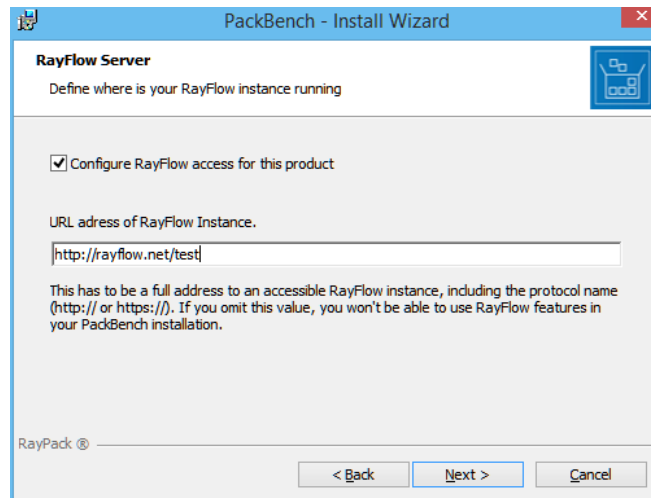 PackBench - Install Wizard
RayFlow Server
Define where is your RayFlow instance running
Configure RayFlow access for this product
URL adress of RayFlow Instance.
http://rayflow.net/test
This has to be a full address to an accessible RayFlow instance, including the protocol name
(http:// or https://). If you omit this value, you won't be able to use RayFlow features in
your PackBench installation.
RayPack ®
< Back Next > Cancel